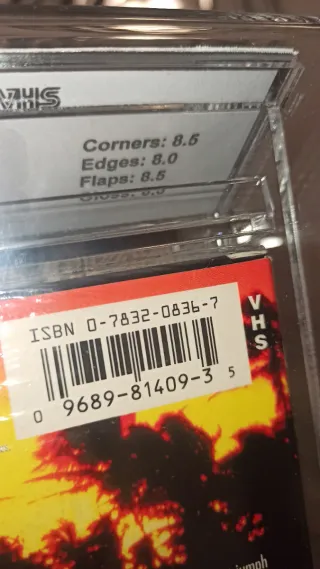 VHS
Corners: 8.5
Edges: 8.0
Flaps: 8.5
ISBN 0-7832-0836-7
VHS
0 9689-81409-3 5